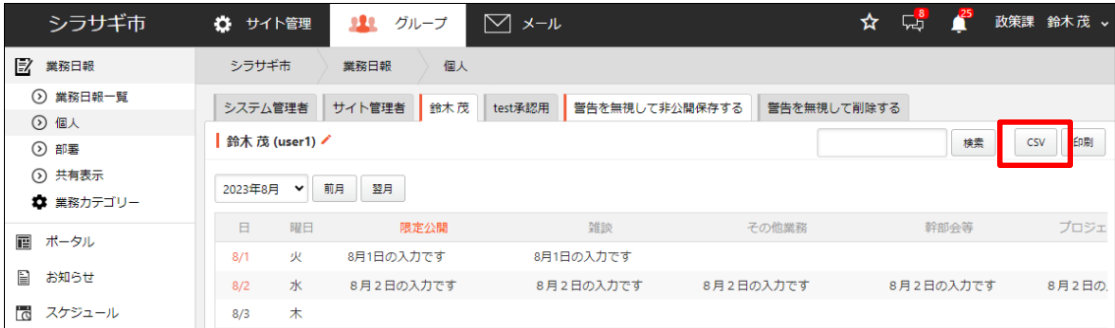 シラサギ市 サイト管理 グループ メール 8 25 政策課 鈴木 茂
業務日報
業務日報一覧
個人
部署
共有表示
業務カテゴリー
ポータル
お知らせ
スケジュール
シラサギ市 業務日報 個人
システム管理者 サイト管理者 鈴木 茂 test承認用 警告を無視して非公開保存する 警告を無視して削除する
鈴木 茂 (user1) 検索 CSV 印刷
2023年8月 前月 翌月
日 曜日 限定公開 雑談 その他業務 幹部会等 プロジェ
8/1 火 8月1日の入力です 8月1日の入力です
8/2 水 8月2日の入力です 8月2日の入力です 8月2日の入力です 8月2日の入力です 8月2日の
8/3 木